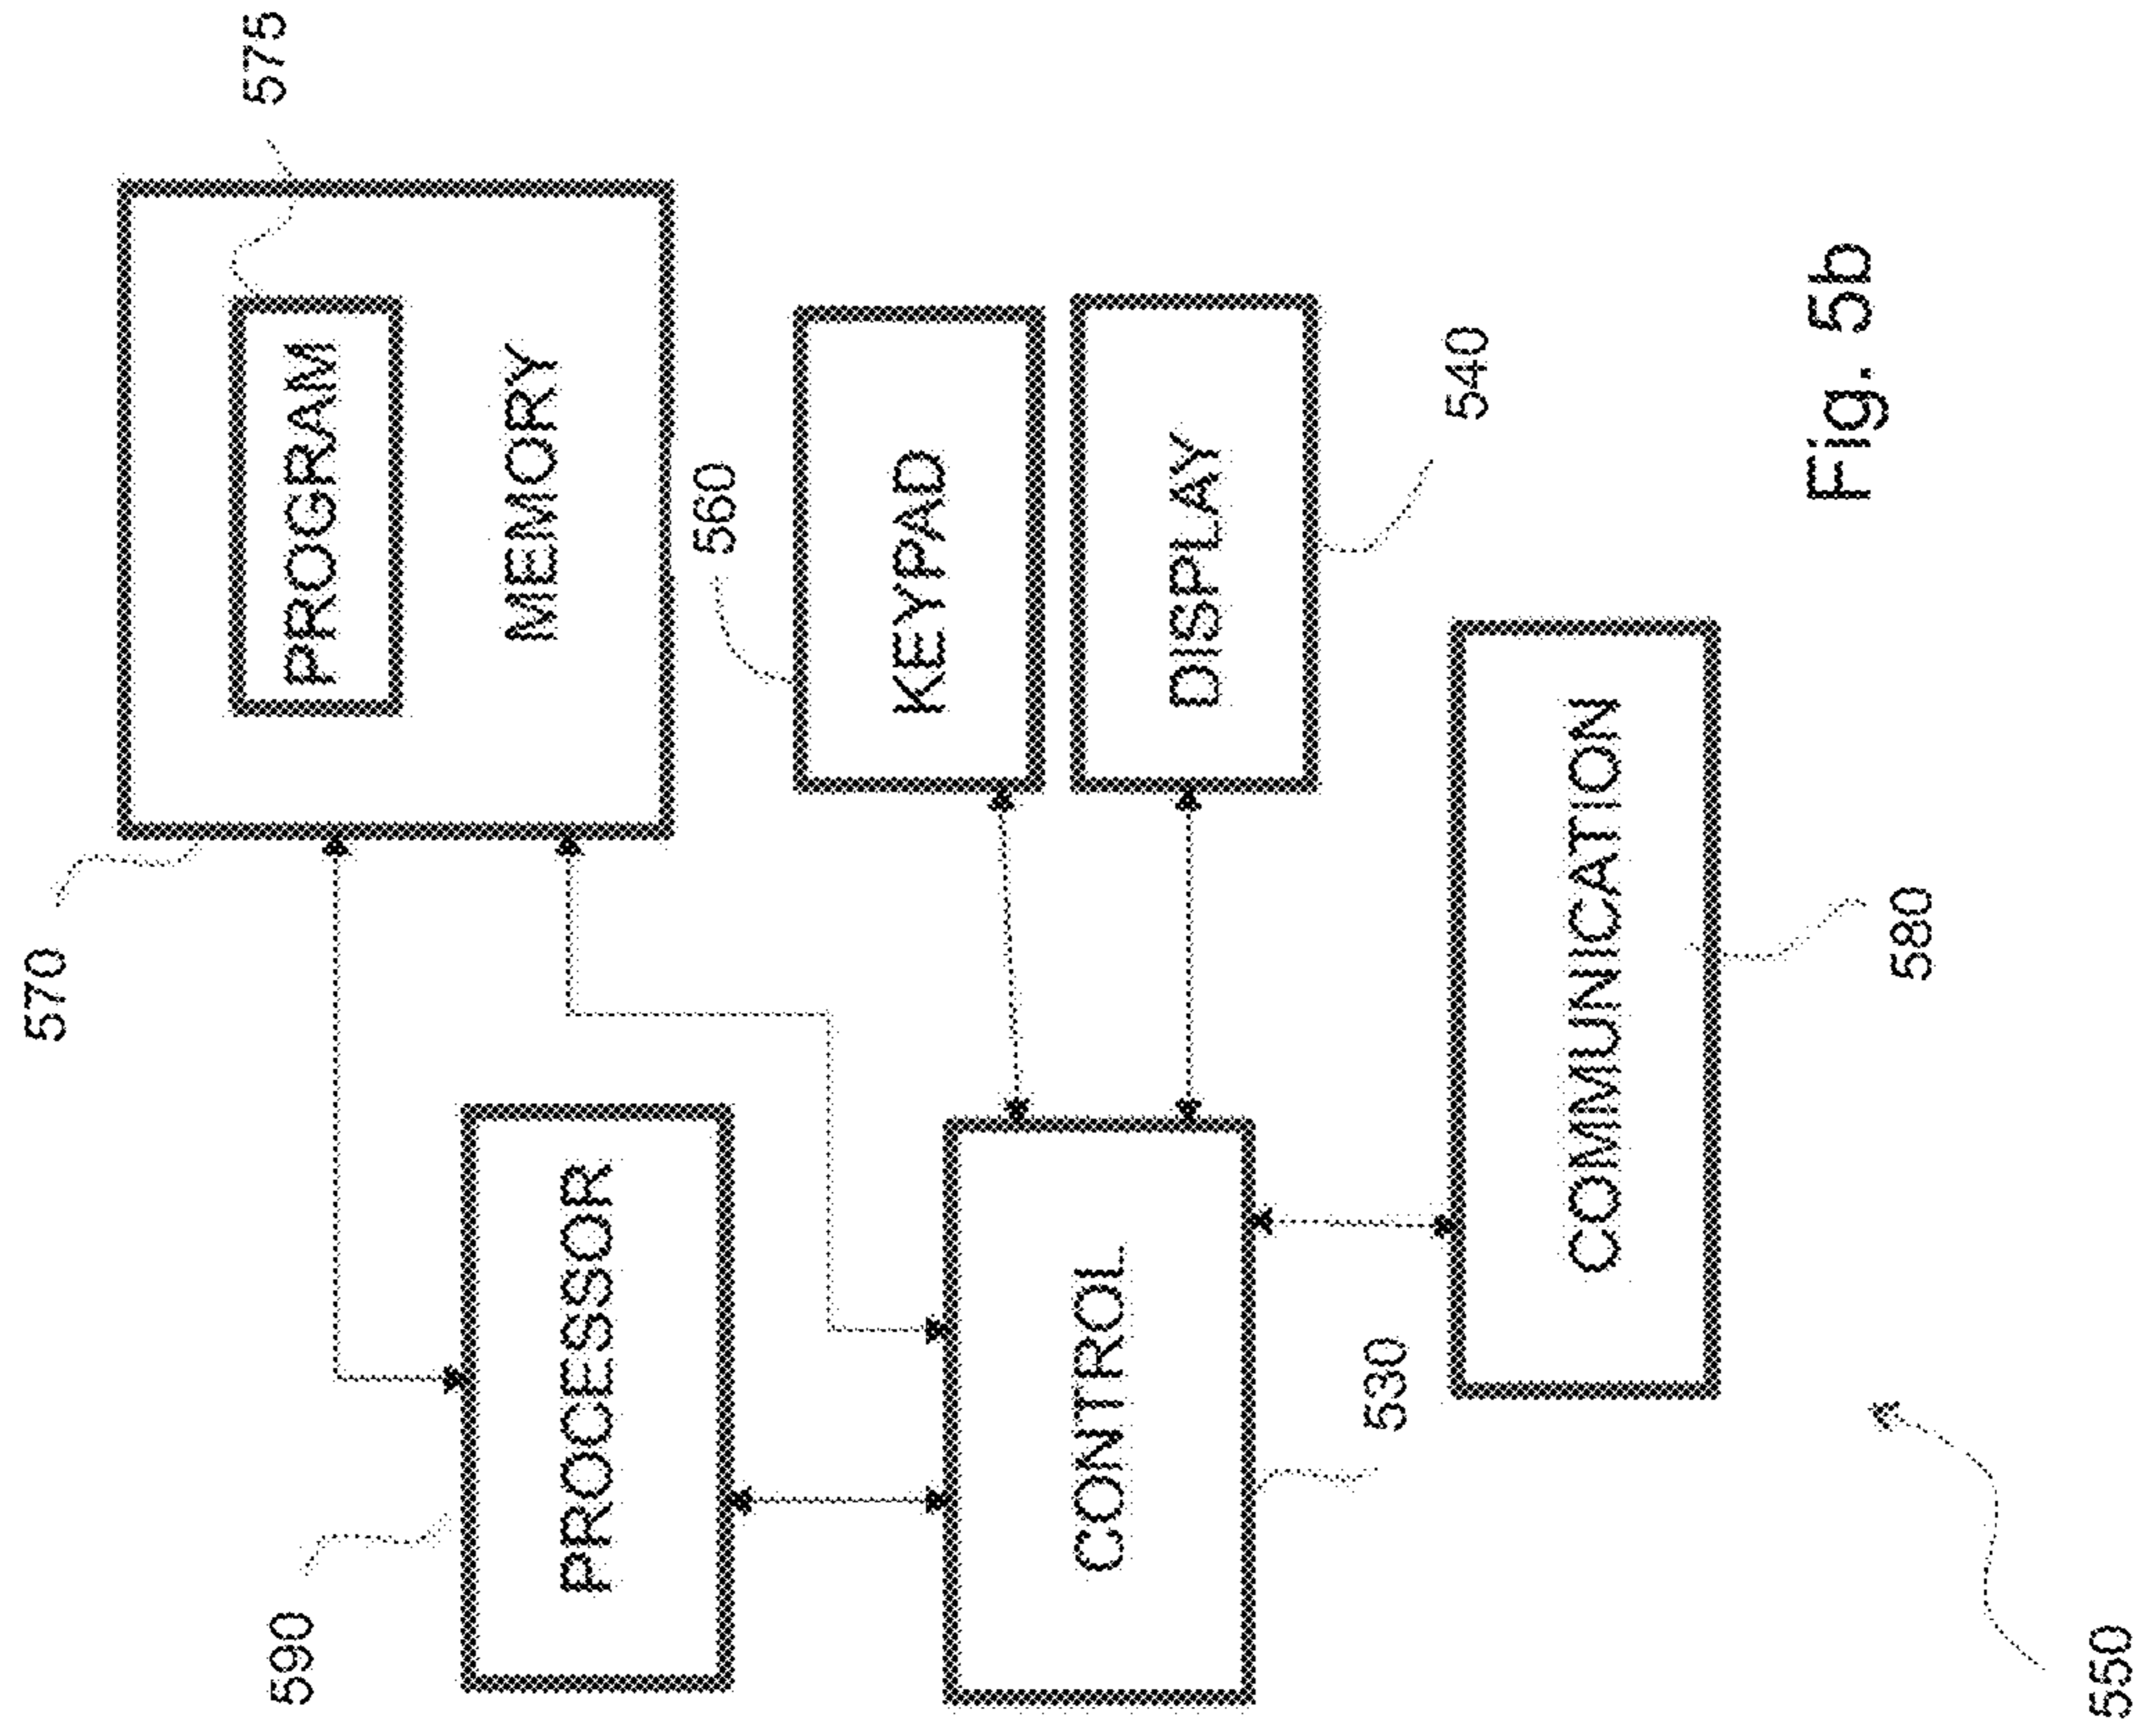 570
575
PROGRAM
MEMORY
590
PROCESSOR
560
KEYPAD
CONTROL
DISPLAY
530
540
COMMUNICATION
580
550
Fig. 5b